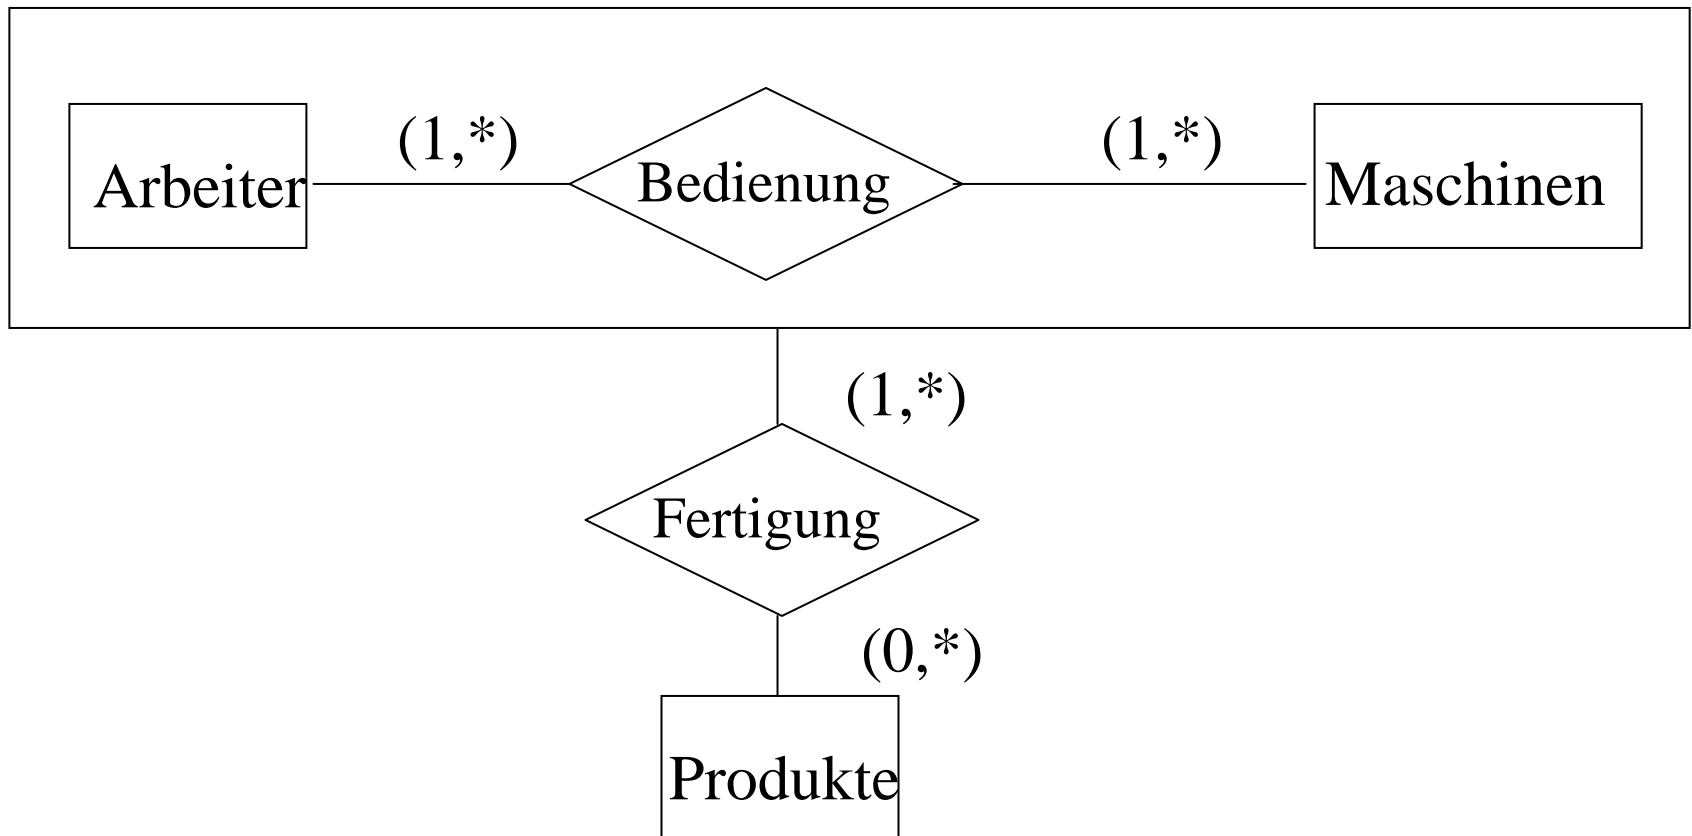 (1,*) (1,*)
Arbeiter Bedienung Maschinen
(1,*)
Fertigung
(0,*)
Produkte